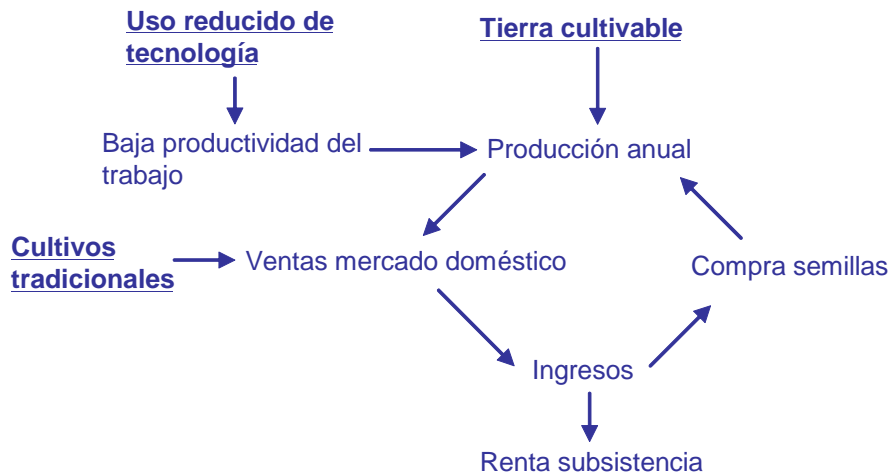 Uso reducido de
tecnología
Tierra cultivable
Baja productividad del
trabajo
Producción anual
Cultivos
tradicionales
Ventas mercado doméstico
Compra semillas
Ingresos
Renta subsistencia